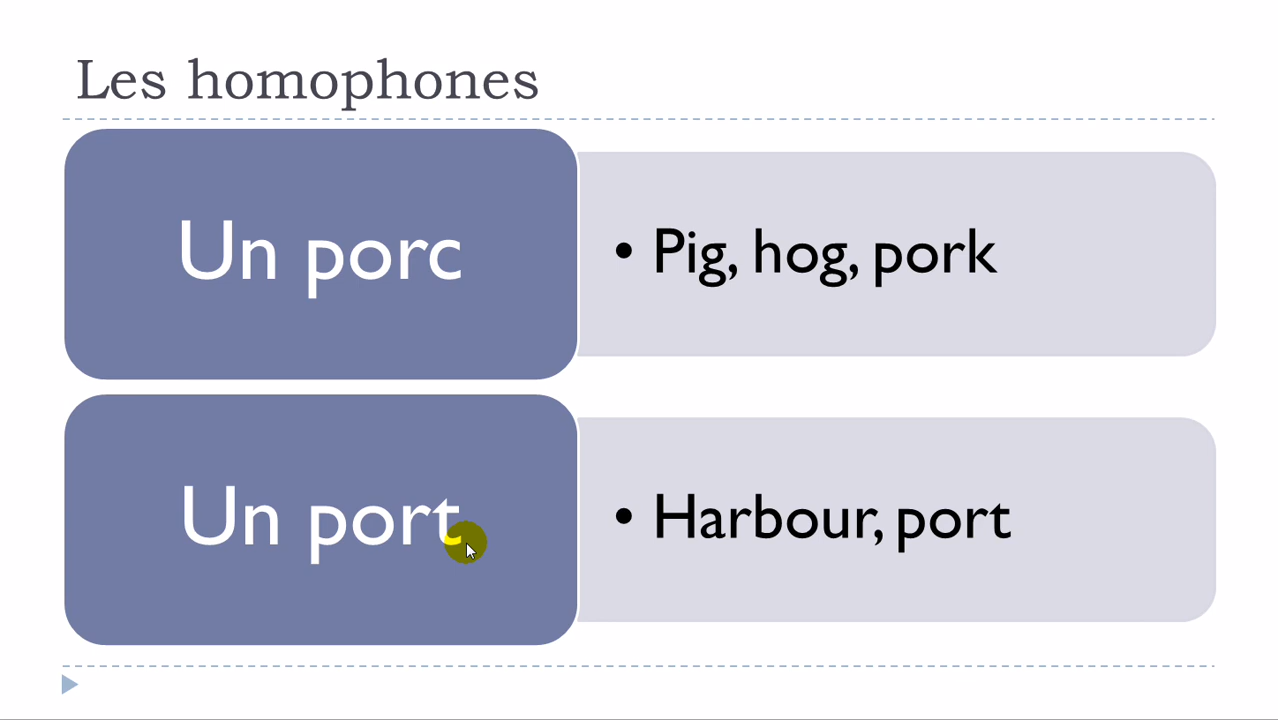 Les homophones
Un porc
• Pig, hog, pork
Un port
• Harbour, port